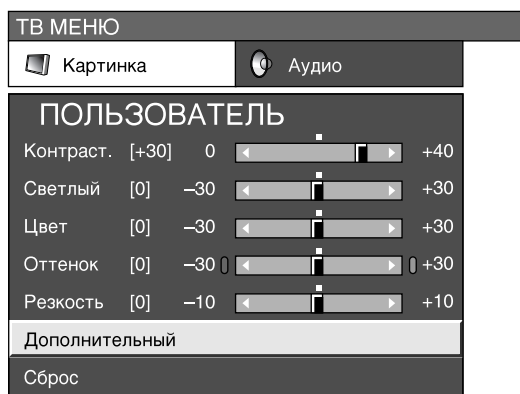 ТВ МЕНЮ
Картинка Аудио
ПОЛЬЗОВАТЕЛЬ
Контраст. [+30] 0 +40
Светлый [0] –30 +30
Цвет [0] –30 +30
Оттенок [0] –30 +30
Резкость [0] –10 +10
Дополнительный
Сброс